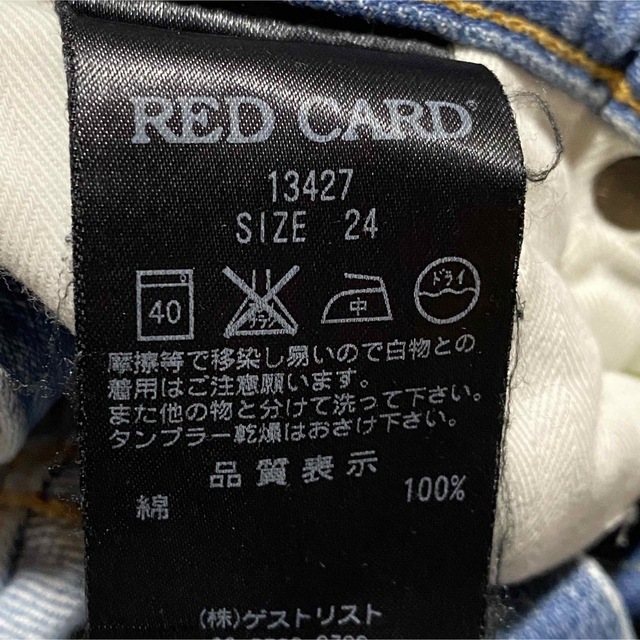 RED CARD
13427
SIZE 24
40 中 ドライ
摩擦等で移染し易いので白物との
着用はご注意願います。
また他の物と分けて洗って下さい。
タンブラー乾燥はおさけ下さい。
品質表示
綿 100%
(株)ゲストリスト